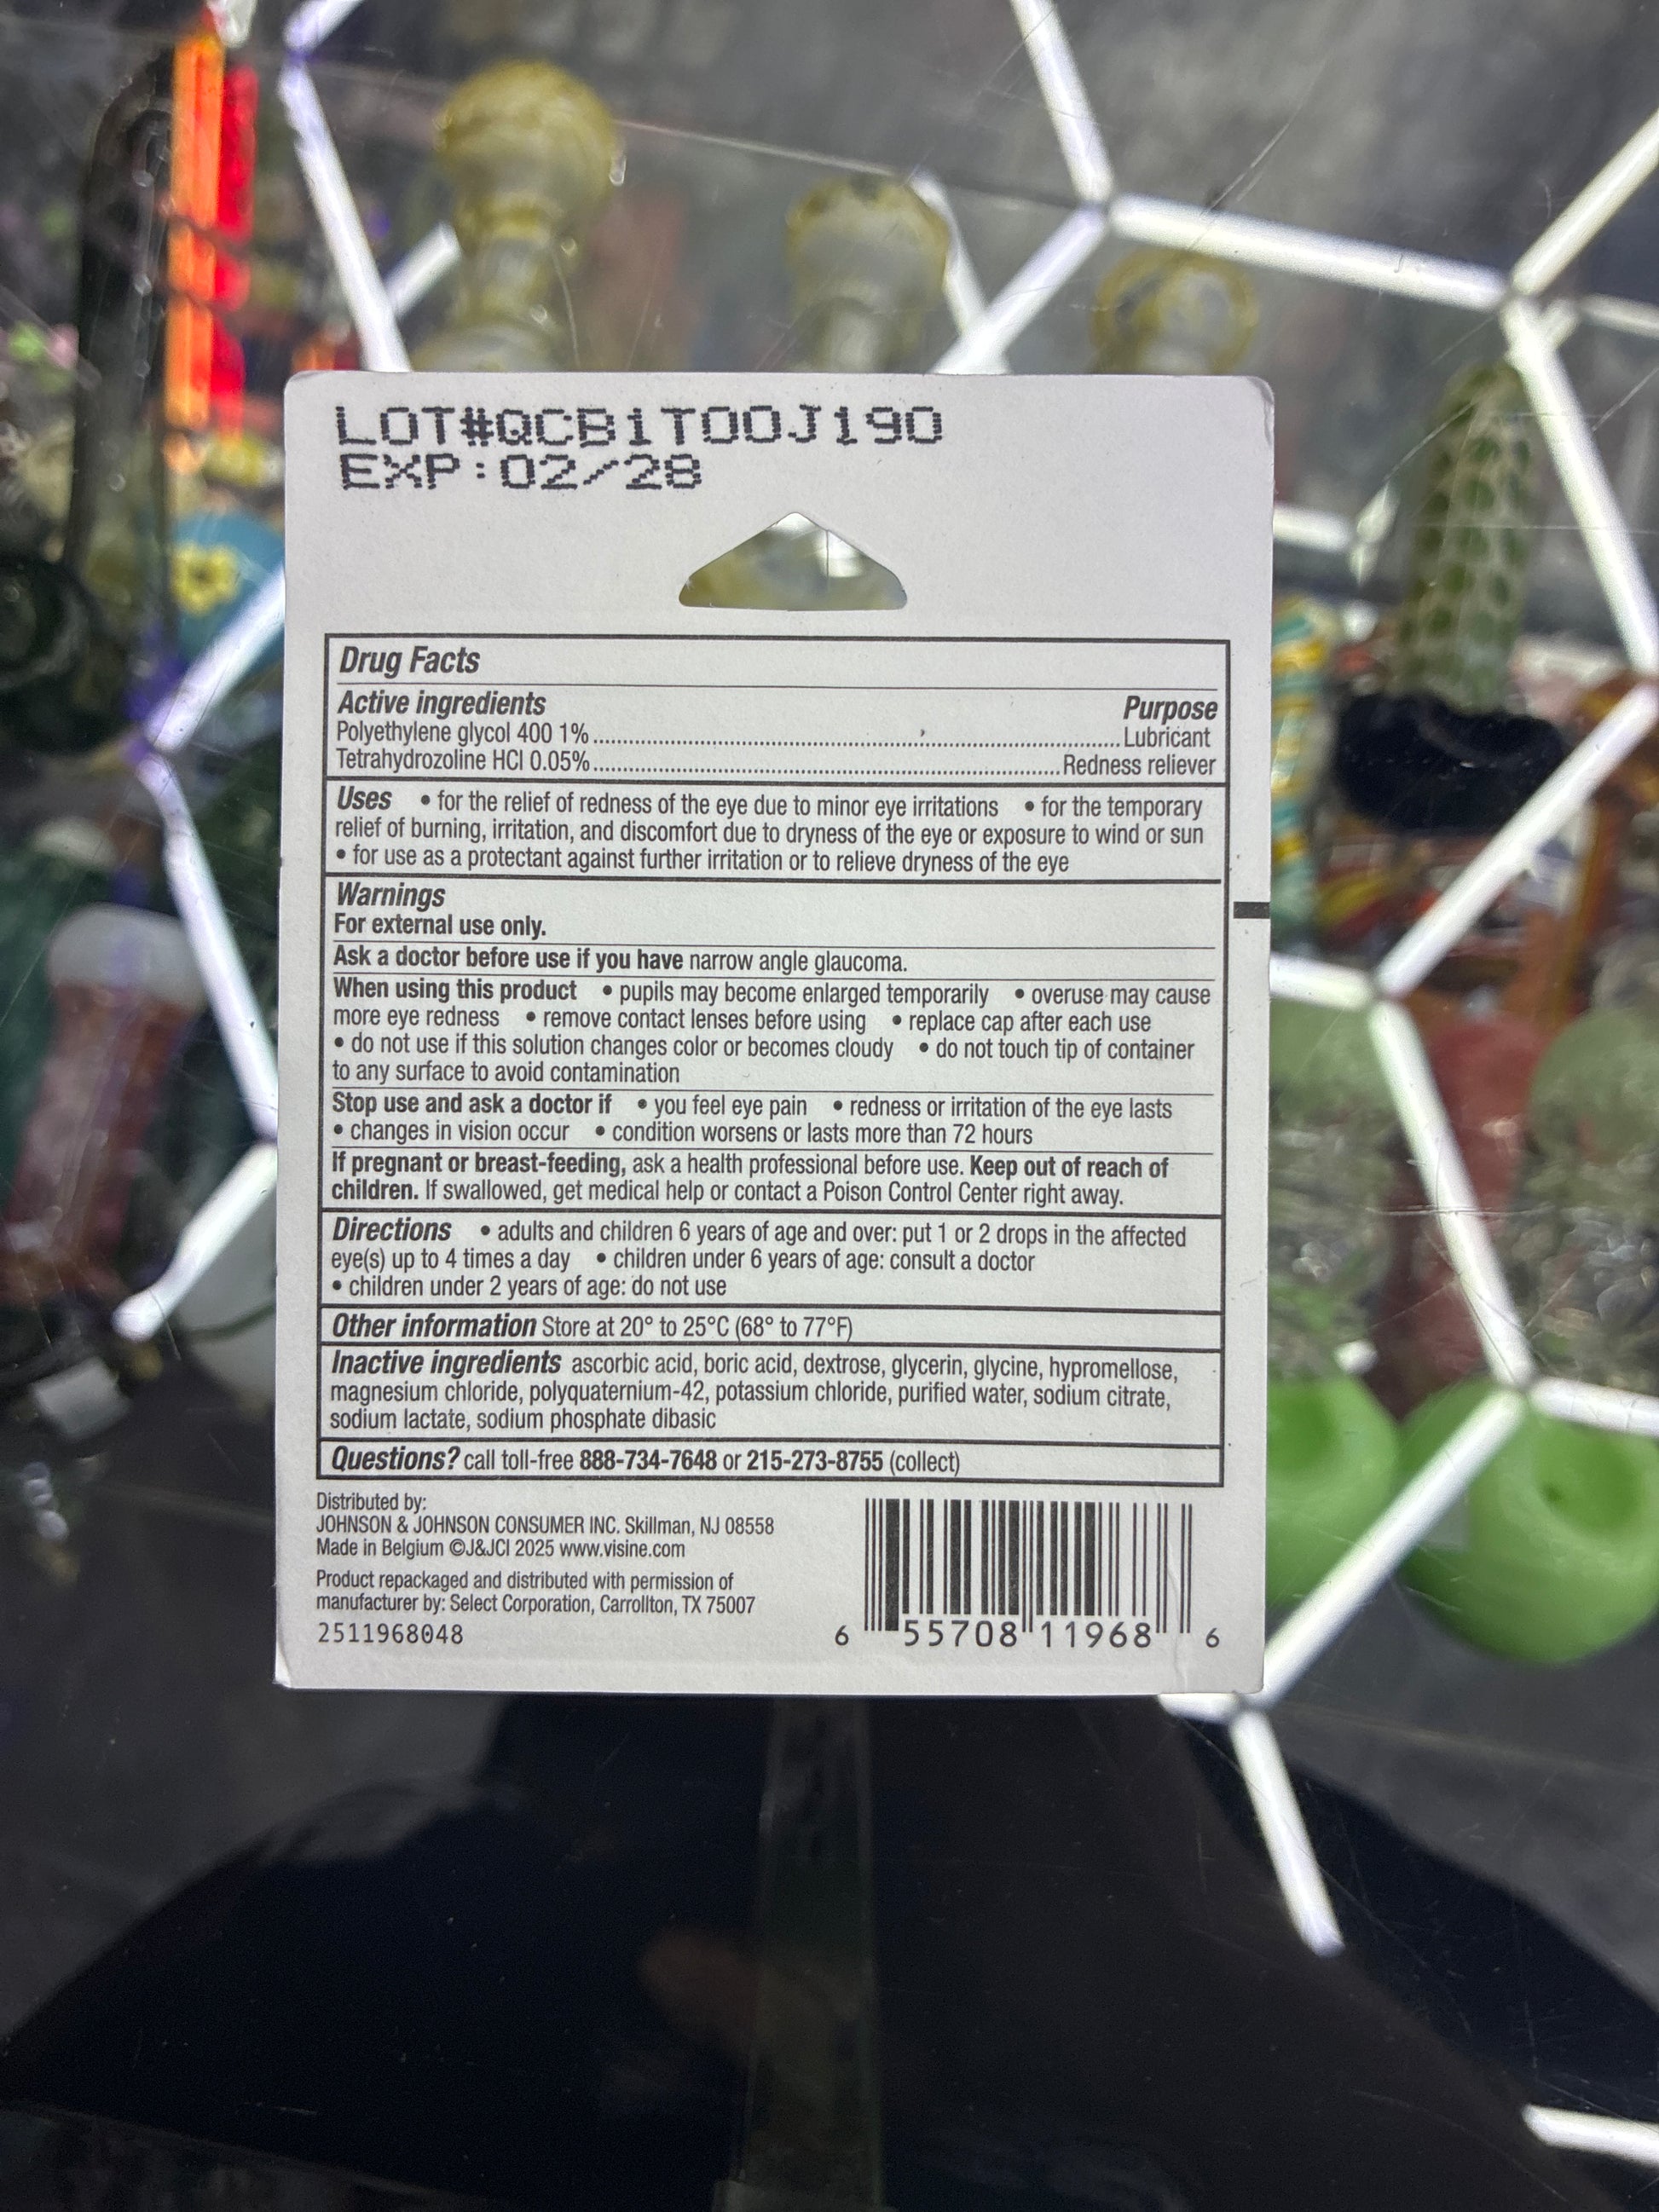 LOT#QCB1T00J190
EXP:02/28
Drug Facts
Active ingredients Purpose
Polyethylene glycol 400 1%........Lubricant
Tetrahydrozoline HCl 0.05%........Redness reliever
Uses • for the relief of redness of the eye due to minor eye irritations • for the temporary
relief of burning, irritation, and discomfort due to dryness of the eye or exposure to wind or sun
• for use as a protectant against further irritation or to relieve dryness of the eye
Warnings
For external use only.
Ask a doctor before use if you have narrow angle glaucoma.
When using this product • pupils may become enlarged temporarily • overuse may cause
more eye redness • remove contact lenses before using • replace cap after each use
• do not use if this solution changes color or becomes cloudy • do not touch tip of container
to any surface to avoid contamination
Stop use and ask a doctor if • you feel eye pain • redness or irritation of the eye lasts
• changes in vision occur • condition worsens or lasts more than 72 hours
If pregnant or breast-feeding, ask a health professional before use. Keep out of reach of
children. If swallowed, get medical help or contact a Poison Control Center right away.
Directions • adults and children 6 years of age and over: put 1 or 2 drops in the affected
eye(s) up to 4 times a day • children under 6 years of age: consult a doctor
• children under 2 years of age: do not use
Other information Store at 20° to 25°C (68° to 77°F)
Inactive ingredients ascorbic acid, boric acid, dextrose, glycerin, glycine, hypromellose,
magnesium chloride, polyquaternium-42, potassium chloride, purified water, sodium citrate,
sodium lactate, sodium phosphate dibasic
Questions? call toll-free 888-734-7648 or 215-273-8755 (collect)
Distributed by:
JOHNSON & JOHNSON CONSUMER INC. Skillman, NJ 08558
Made in Belgium ©J&JCI 2025 www.visine.com
Product repackaged and distributed with permission of
manufacturer by: Select Corporation, Carrollton, TX 75007
2511968048
6 55708 11968 6